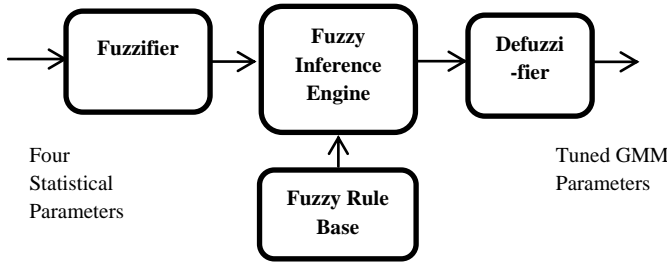 Fuzzifier
Fuzzy
Inference
Engine
Defuzzi
-fier
Four
Statistical
Parameters
Fuzzy Rule
Base
Tuned GMM
Parameters